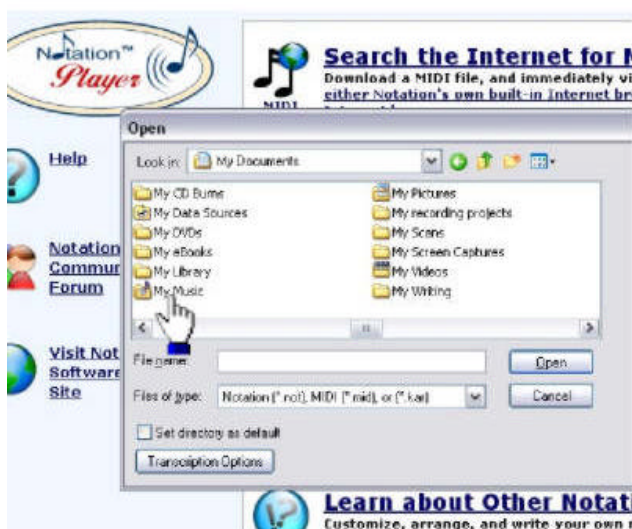 Notation™
Player
MIDI
Search the Internet for M
Download a MIDI file, and immediately vi
either Notation's own built-in Internet br
Open
Help
Look in: My Documents
My CD Burns
My Data Sources
My DVDs
My eBooks
My Library
My Music
My Pictures
My recording projects
My Scans
My Screen Captures
My Videos
My Writing
Notation
Commun
Forum
Visit Not
Software
Site
File name:
Open
Files of type: Notation (*.not), MIDI (*.mid), or (*.kar)
Cancel
Set directory as default
Transcription Options
Learn about Other Notati
Customize, arrange, and write your own